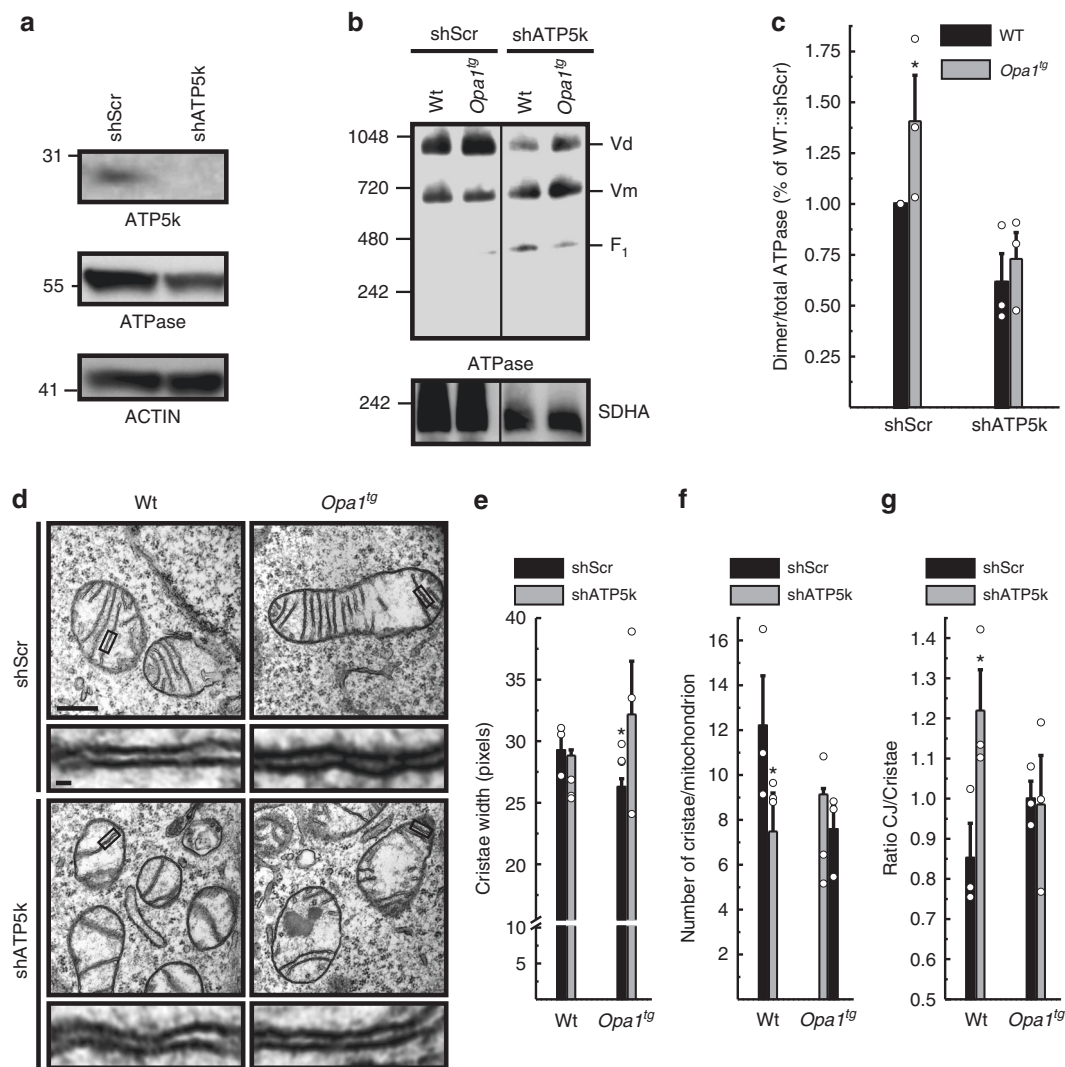 a
shScr
shATP5k
31
ATP5k
55
ATPase
41
ACTIN
b
shScr
shATP5k
Wt
Opa1tg
Wt
Opa1tg
1048
720
480
242
Vd
Vm
F1
ATPase
242
SDHA
c
Dimer/total ATPase (% of WT::shScr)
1.75
1.50
1.25
1.00
0.75
0.50
0.25
*
WT
Opa1tg
shScr
shATP5k
d
Wt
Opa1tg
shScr
shATP5k
e
shScr
shATP5k
Cristae width (pixels)
40
35
30
25
20
10
5
*
Wt
Opa1tg
f
shScr
shATP5k
Number of cristae/mitochondrion
16
14
12
10
8
6
4
2
*
Wt
Opa1tg
g
shScr
shATP5k
Ratio CJ/Cristae
1.4
1.3
1.2
1.1
1.0
0.9
0.8
0.7
0.6
0.5
*
Wt
Opa1tg